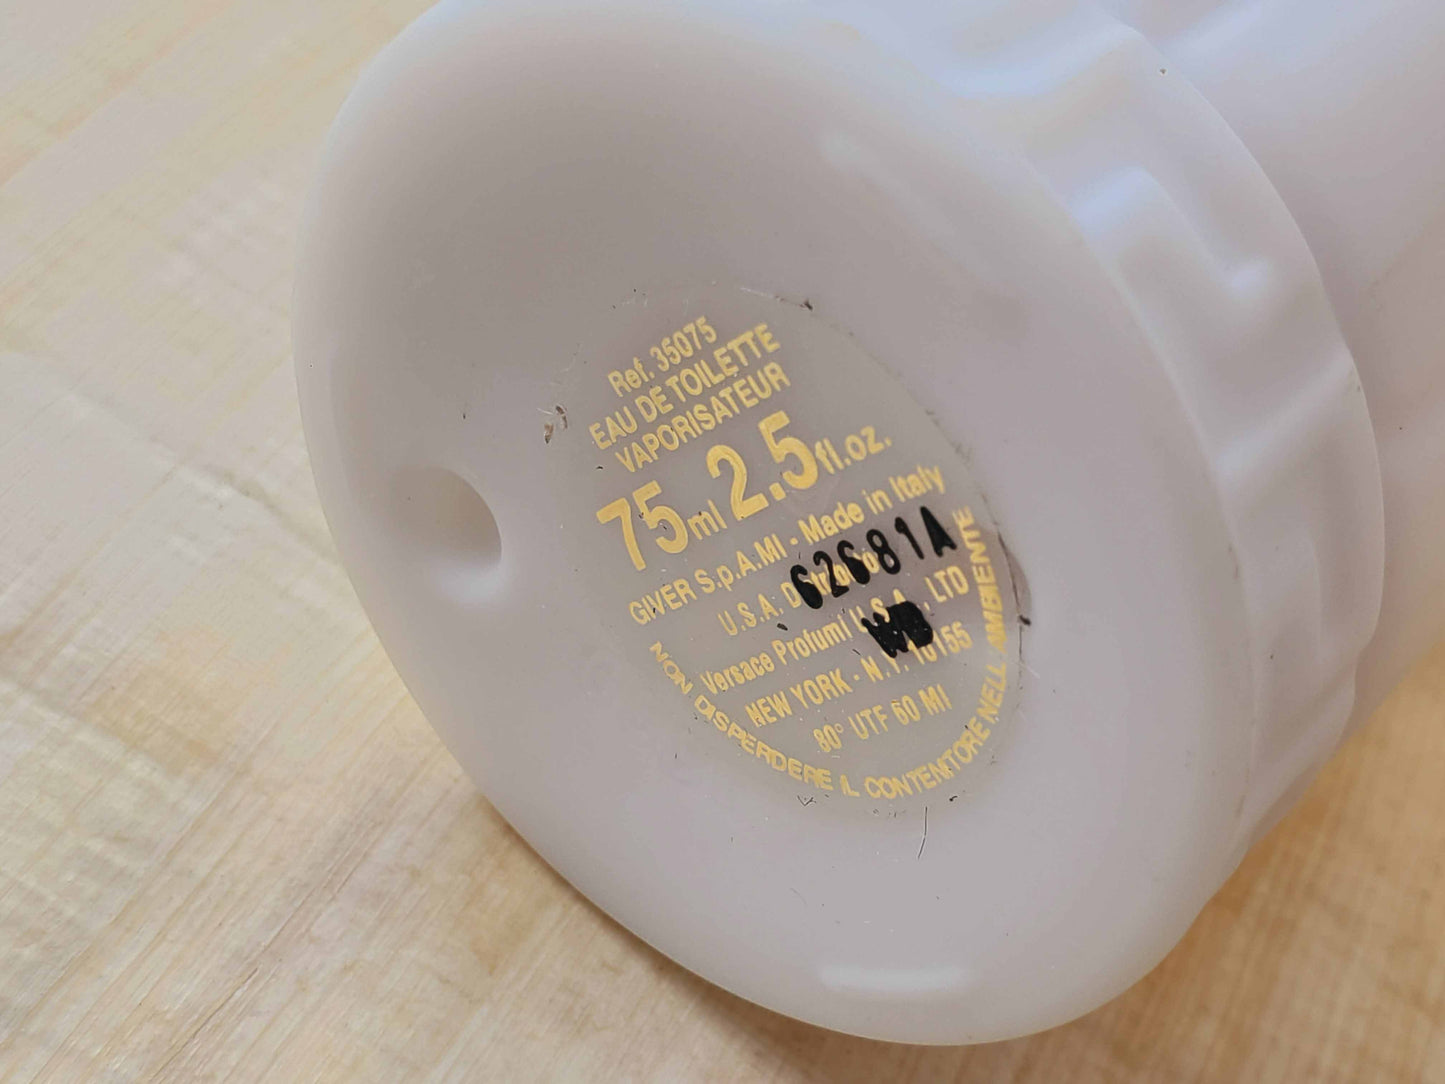 Ref. 35075
EAU DE TOILETTE
VAPORISATEUR
75ml 2.5fl.oz.
GIVER S.p.A.MI - Made in Italy
U.S.A.
62681A
Versace Profumi U.S.A., LTD
NEW YORK - N.Y. 10155
80° UTF 60 MI
NON DISPERDERE IL CONTENITORE NELL'AMBIENTE